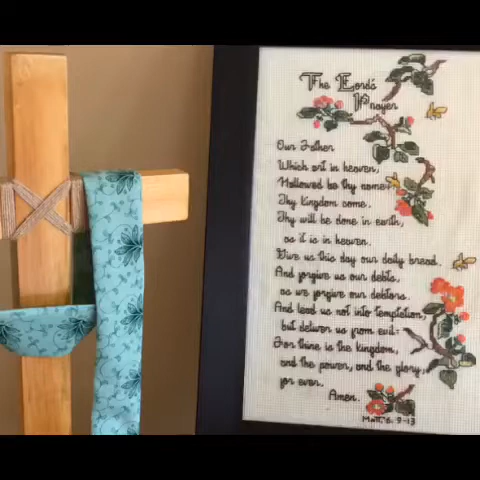 The Lord's
Prayer
Our Father
Which art in heaven,
Hallowed be thy name.
Thy kingdom come.
Thy will be done in earth,
as it is in heaven.
Give us this day our daily bread.
And forgive us our debts,
as we forgive our debtors.
And lead us not into temptation,
but deliver us from evil:
For thine is the kingdom,
and the power, and the glory,
for ever.
Amen.
Matt. 6. 9-13